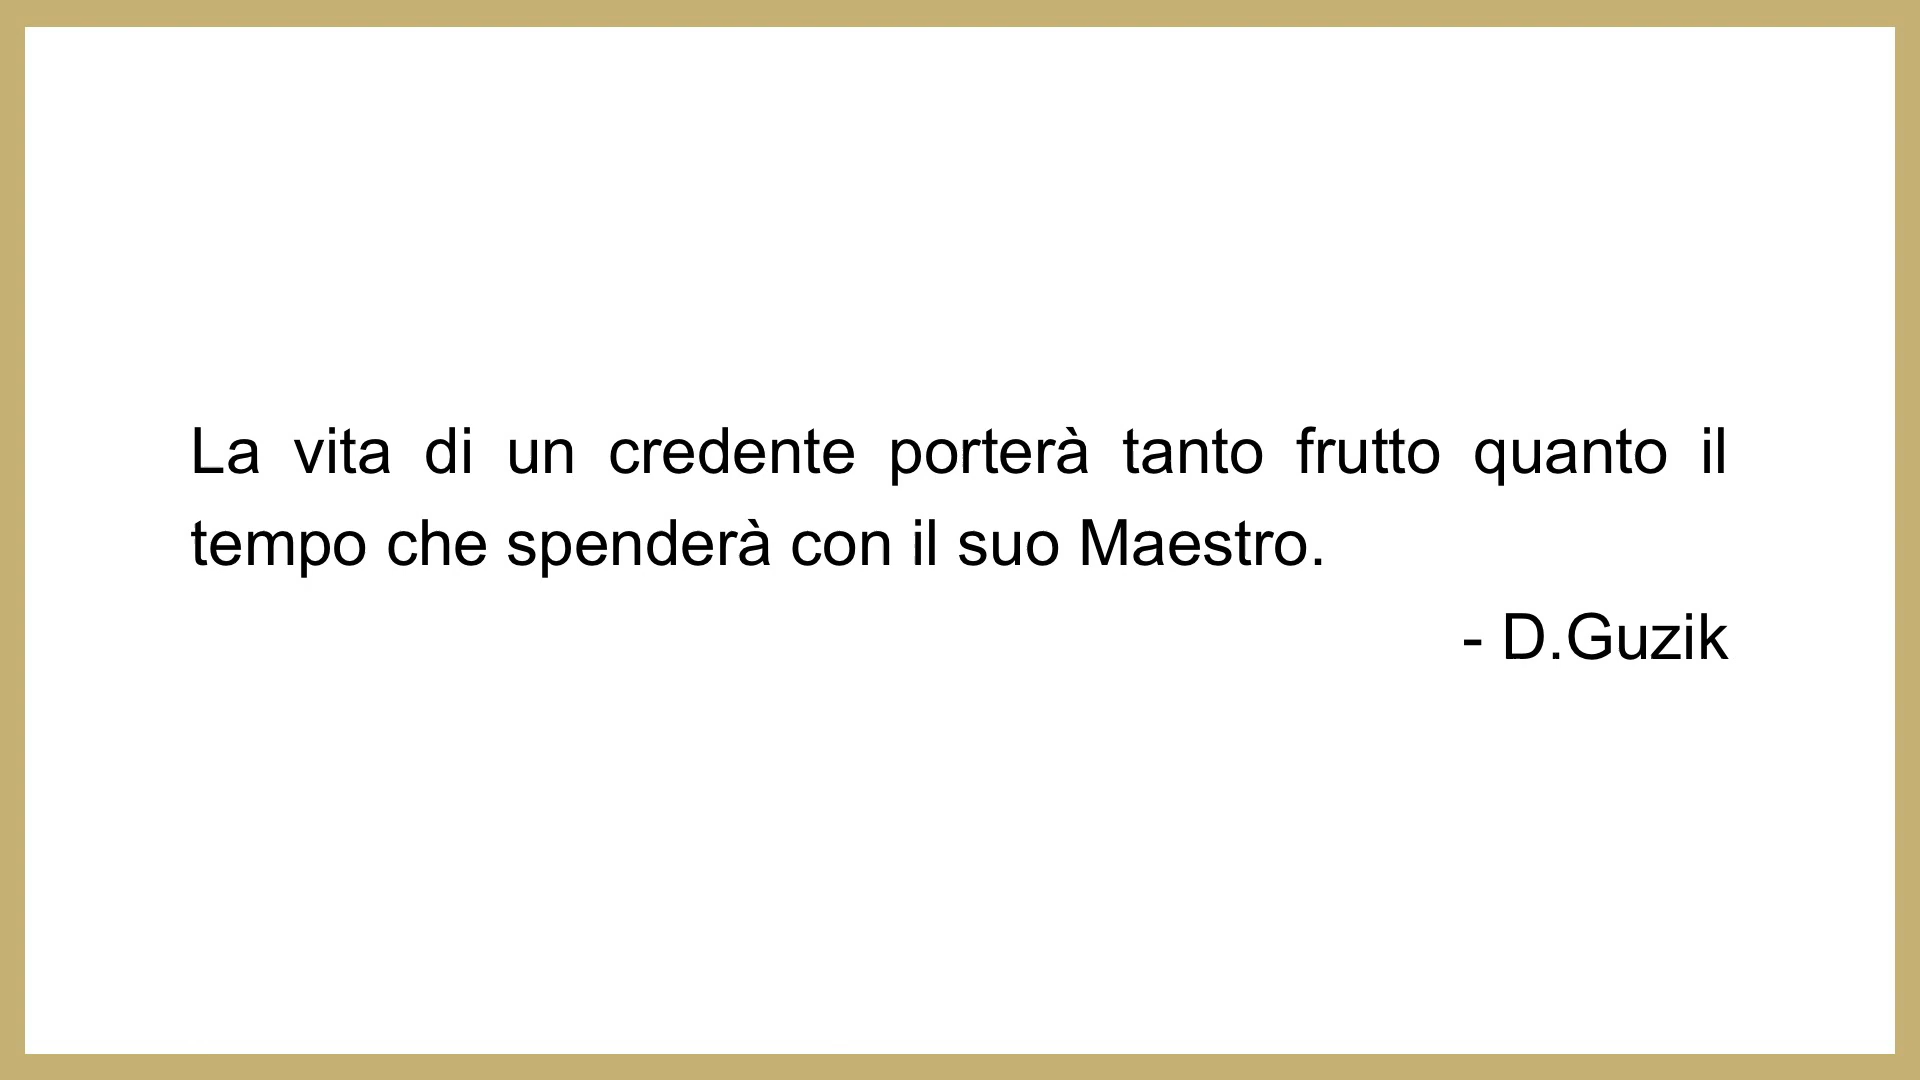 La vita di un credente porterà tanto frutto quanto il
tempo che spenderà con il suo Maestro.
- D.Guzik